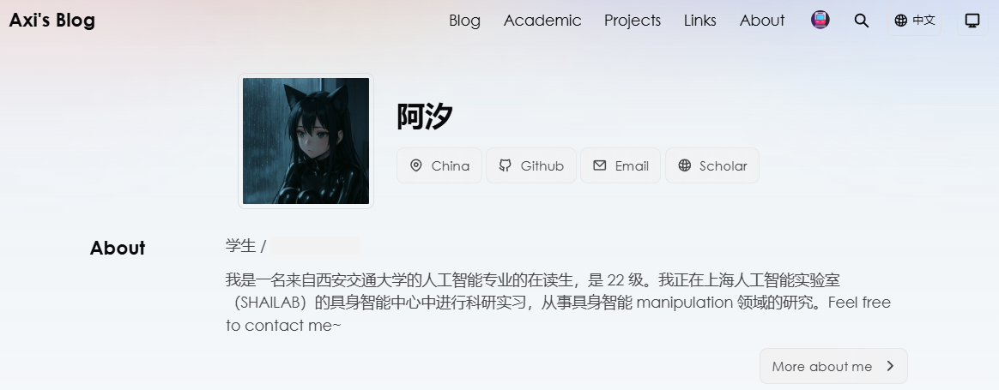 Axi's Blog
Blog Academic Projects Links About 中文
阿汐
China Github Email Scholar
About
学生 /
我是一名来自西安交通大学的人工智能专业的在读生，是 22 级。我正在上海人工智能实验室
（SHAILAB）的具身智能中心中进行科研实习，从事具身智能 manipulation 领域的研究。Feel free
to contact me~
More about me